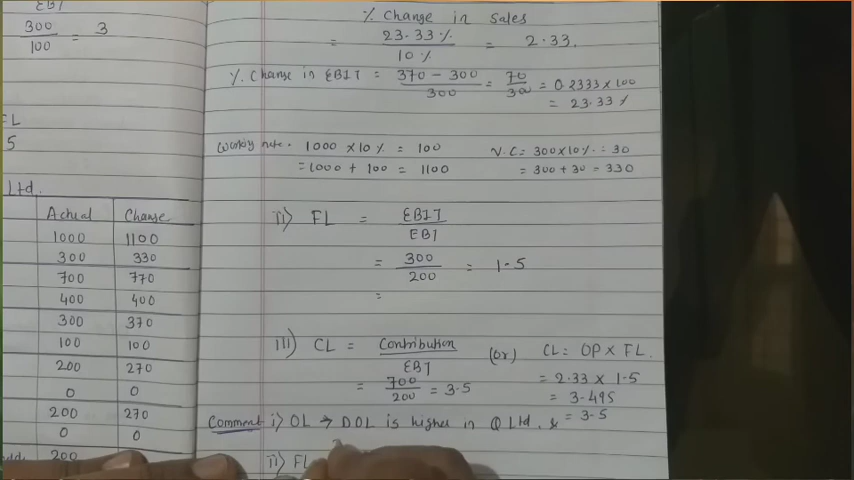 EBT
300 / 100 = 3
FL
5
Ltd.
Actual Change
1000 1100
300 330
700 770
400 400
300 370
100 100
200 270
0 0
200 270
0 0
200
% Change in Sales
= 23.33 % / 10 % = 2.33.
% Change in EBIT = 370 - 300 / 300 = 70 / 300 = 0.2333 x 100
= 23.33 %
Working note. 1000 x 10 % = 100 V.C = 300 x 10 % = 30
= 1000 + 100 = 1100 = 300 + 30 = 330
ii) FL = EBIT / EBT
= 300 / 200 = 1.5
=
iii) CL = Contribution / EBT (or) CL = OP x FL.
= 700 / 200 = 3.5 = 2.33 x 1.5
= 3.495
= 3.5
Comment i) OL → DOL is higher in Q Ltd. &
ii) FL